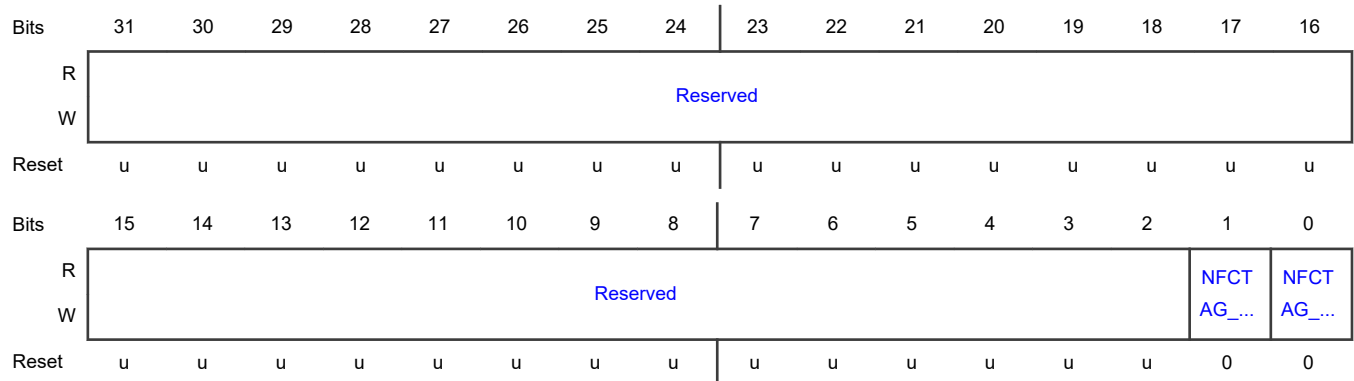 Bits 31 30 29 28 27 26 25 24 23 22 21 20 19 18 17 16
R
Reserved
W
Reset u u u u u u u u u u u u u u u u
Bits 15 14 13 12 11 10 9 8 7 6 5 4 3 2 1 0
R NFCT NFCT
Reserved
W AG_... AG_...
Reset u u u u u u u u u u u u u u 0 0